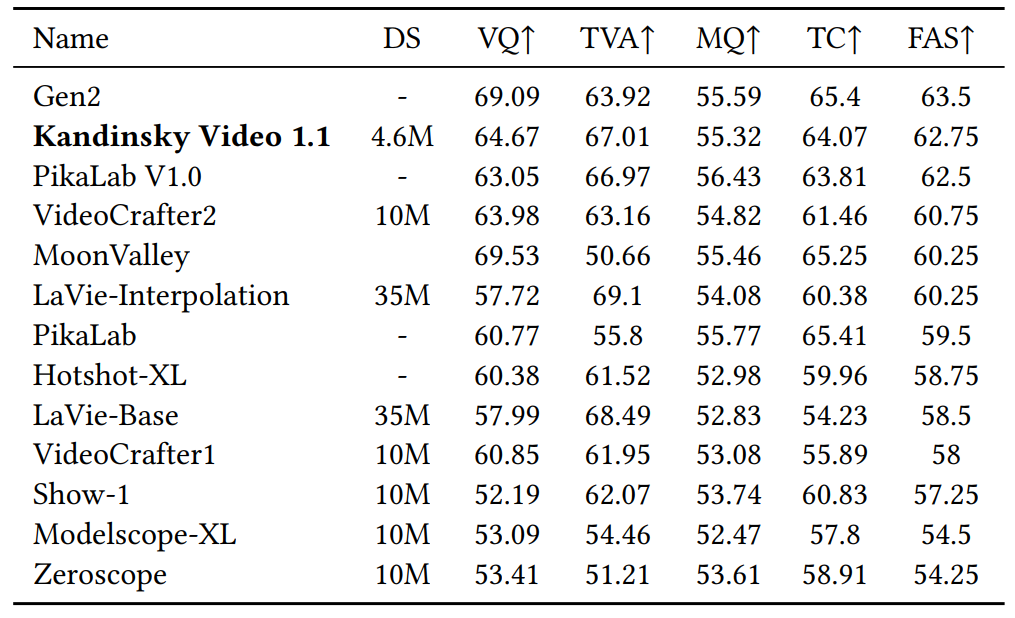 Name DS VQ↑ TVA↑ MQ↑ TC↑ FAS↑
Gen2 - 69.09 63.92 55.59 65.4 63.5
Kandinsky Video 1.1 4.6M 64.67 67.01 55.32 64.07 62.75
PikaLab V1.0 - 63.05 66.97 56.43 63.81 62.5
VideoCrafter2 10M 63.98 63.16 54.82 61.46 60.75
MoonValley 69.53 50.66 55.46 65.25 60.25
LaVie-Interpolation 35M 57.72 69.1 54.08 60.38 60.25
PikaLab - 60.77 55.8 55.77 65.41 59.5
Hotshot-XL - 60.38 61.52 52.98 59.96 58.75
LaVie-Base 35M 57.99 68.49 52.83 54.23 58.5
VideoCrafter1 10M 60.85 61.95 53.08 55.89 58
Show-1 10M 52.19 62.07 53.74 60.83 57.25
Modelscope-XL 10M 53.09 54.46 52.47 57.8 54.5
Zeroscope 10M 53.41 51.21 53.61 58.91 54.25